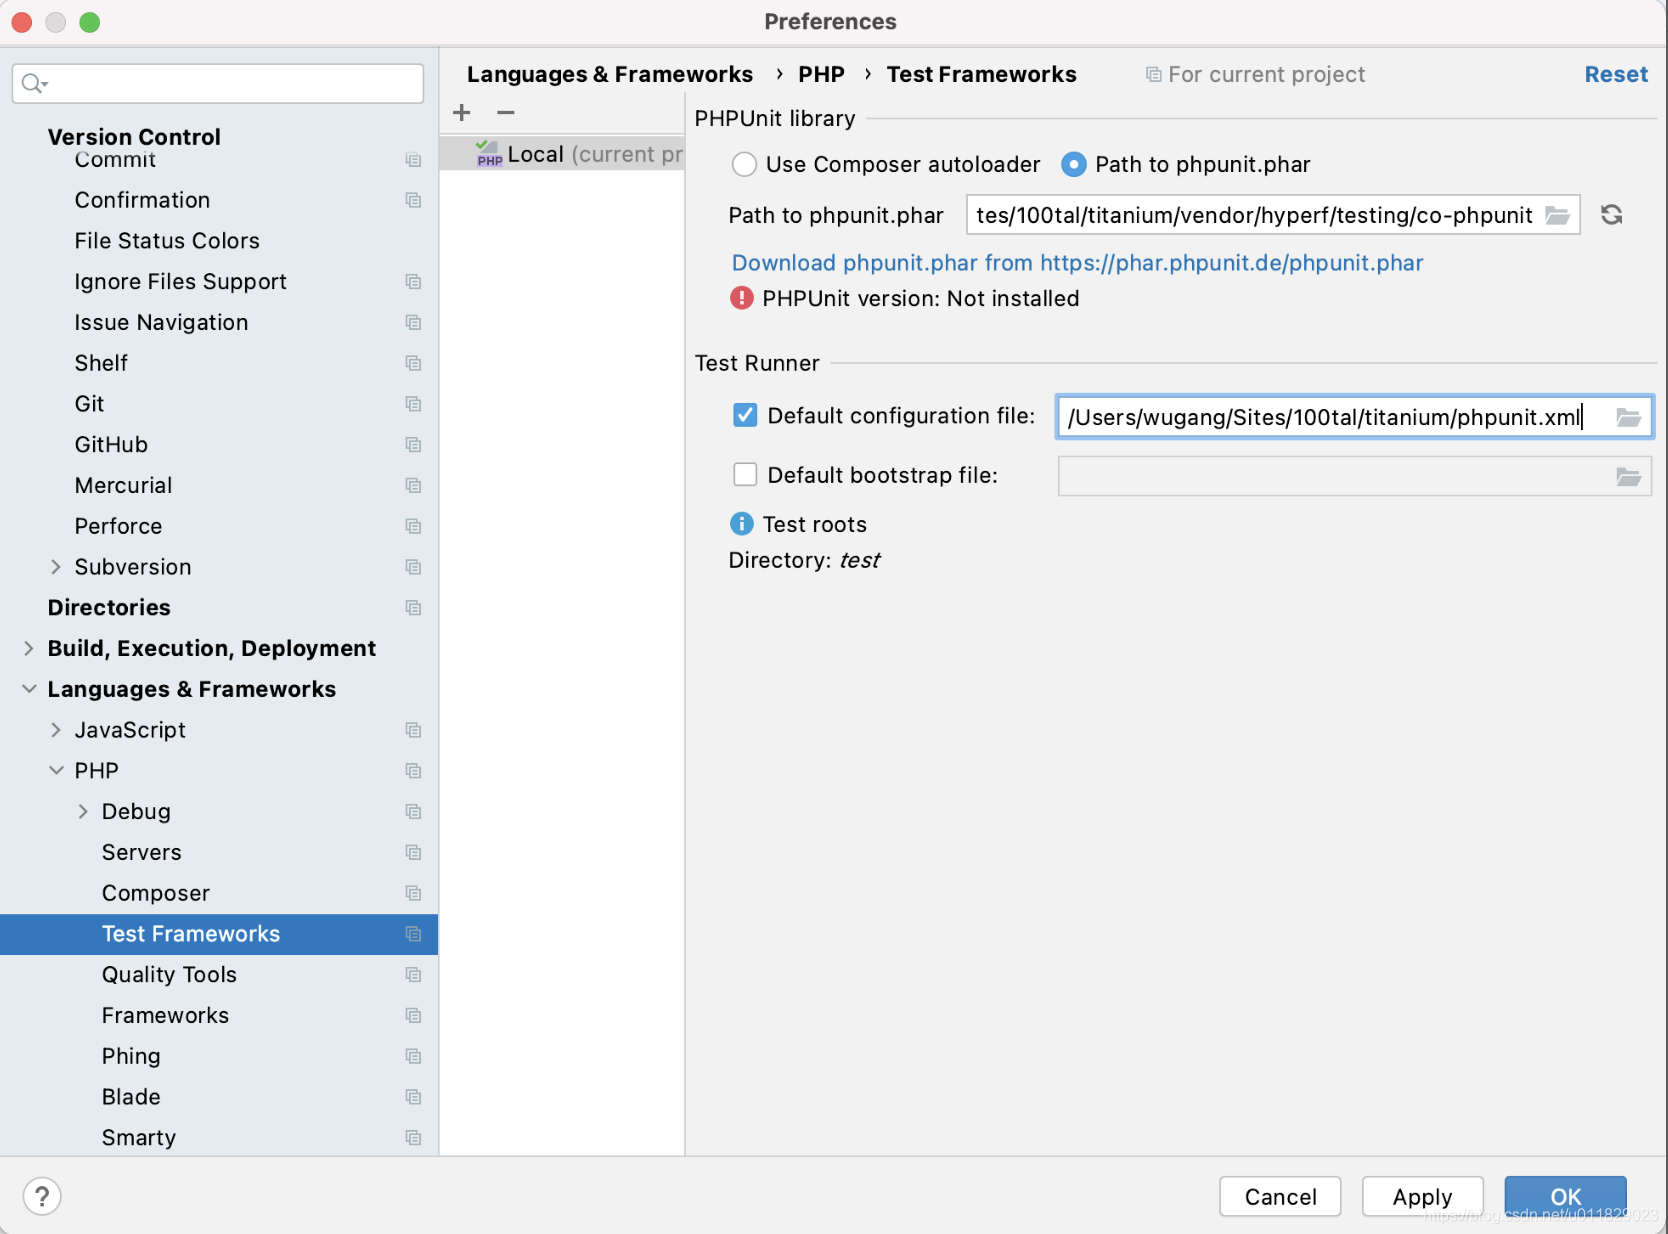 Preferences
Languages & Frameworks › PHP › Test Frameworks For current project Reset
Version Control
Commit
Confirmation
File Status Colors
Ignore Files Support
Issue Navigation
Shelf
Git
GitHub
Mercurial
Perforce
Subversion
Directories
Build, Execution, Deployment
Languages & Frameworks
JavaScript
PHP
Debug
Servers
Composer
Test Frameworks
Quality Tools
Frameworks
Phing
Blade
Smarty
+ −
PHP Local (current pr
PHPUnit library
Use Composer autoloader Path to phpunit.phar
Path to phpunit.phar tes/100tal/titanium/vendor/hyperf/testing/co-phpunit
Download phpunit.phar from https://phar.phpunit.de/phpunit.phar
PHPUnit version: Not installed
Test Runner
Default configuration file: /Users/wugang/Sites/100tal/titanium/phpunit.xml
Default bootstrap file:
Test roots
Directory: test
? Cancel Apply OK
https://blog.csdn.net/u011829023